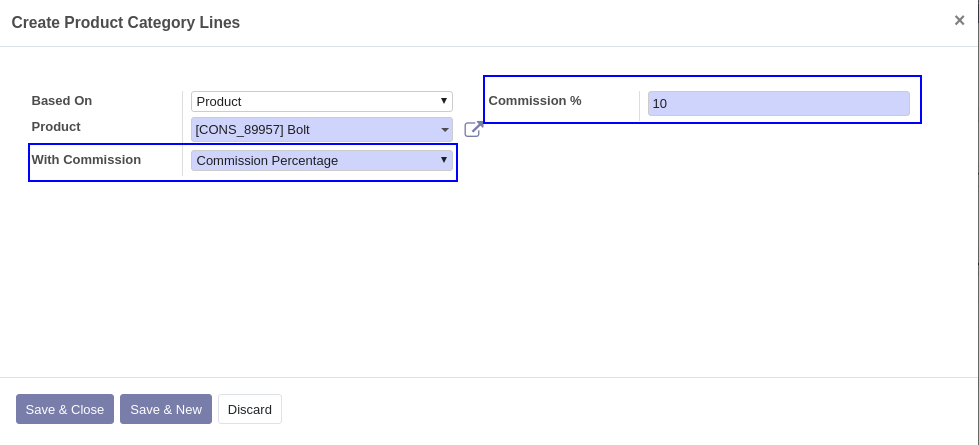 Create Product Category Lines
×
Based On
Product
Commission %
10
Product
[CONS_89957] Bolt
With Commission
Commission Percentage
Save & Close
Save & New
Discard